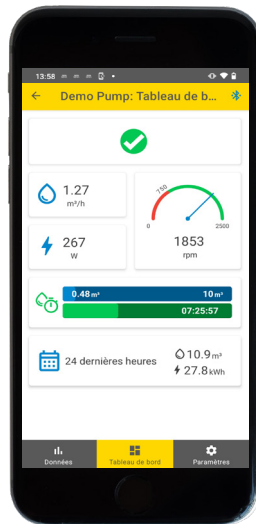 13:58
Demo Pump: Tableau de b...
1.27
m³/h
267
W
750
0
2500
1853
rpm
0.48 m³ 10 m³
07:25:57
24 dernières heures
10.9 m³
27.8 kWh
Données Tableau de bord Paramètres